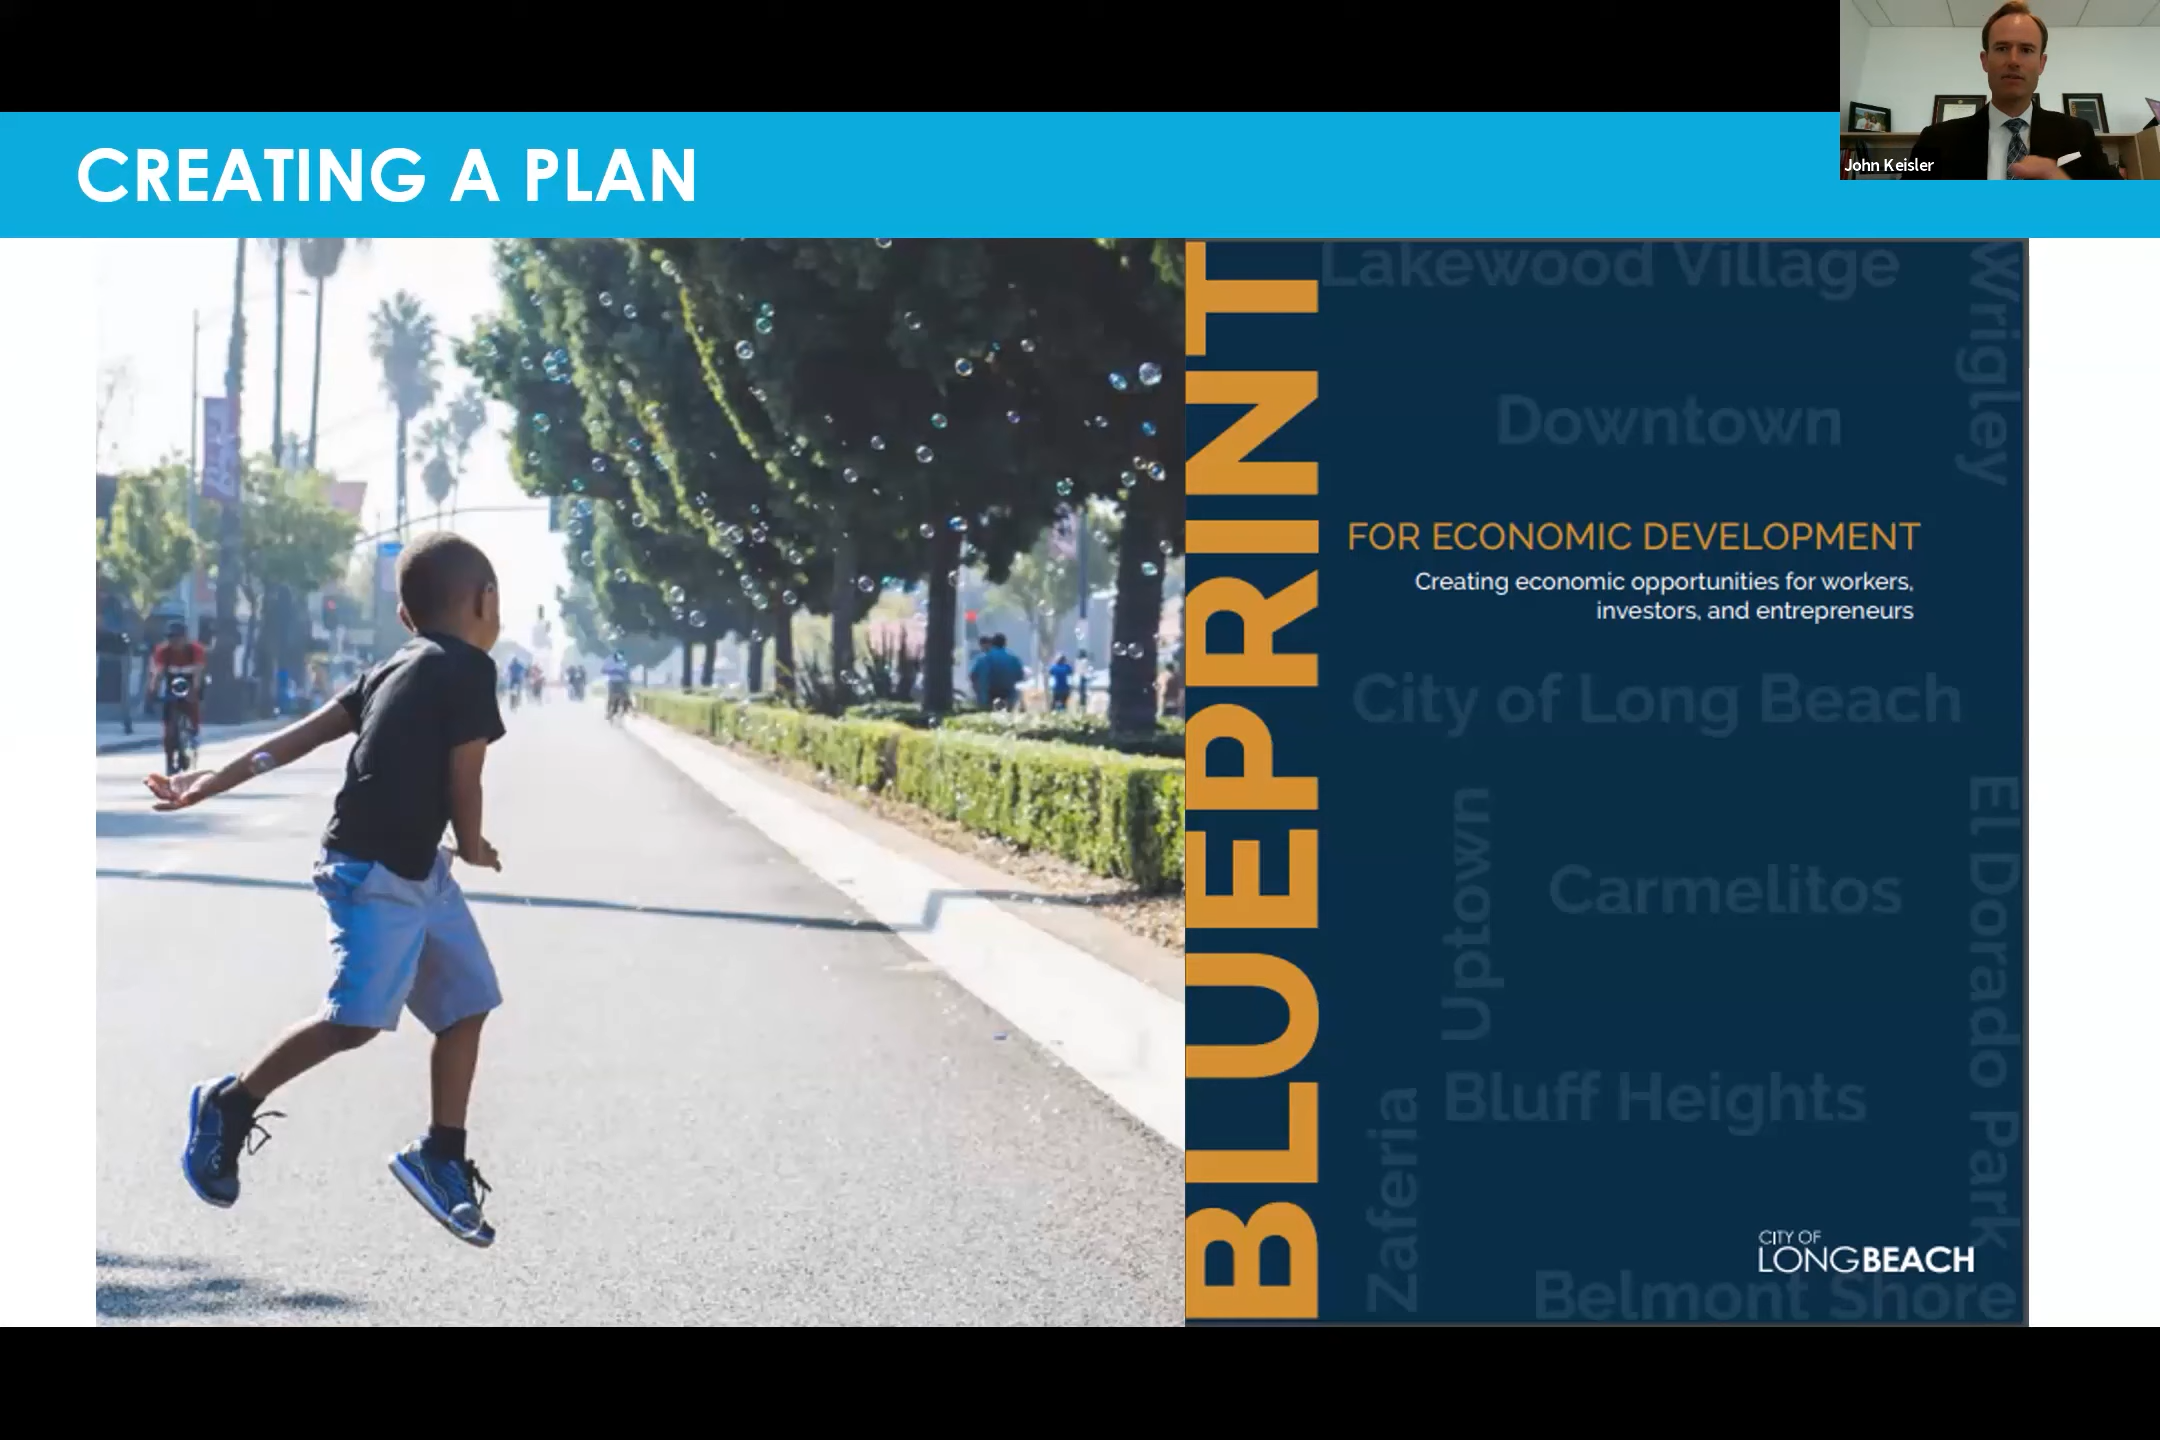 John Keisler
CREATING A PLAN
BLUEPRINT
Lakewood Village
Wrigley
Downtown
FOR ECONOMIC DEVELOPMENT
Creating economic opportunities for workers,
investors, and entrepreneurs
City of Long Beach
Uptown
Carmelitos
El Dorado Park
Bluff Heights
Zaferia
CITY OF
LONGBEACH
Belmont Shore